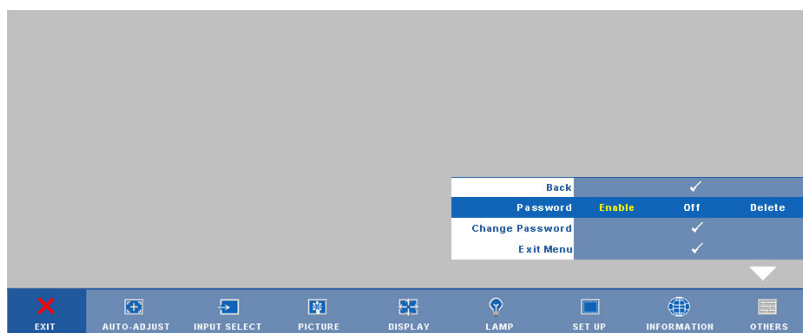 Back
Password Enable Off Delete
Change Password
Exit Menu
EXIT AUTO-ADJUST INPUT SELECT PICTURE DISPLAY LAMP SET UP INFORMATION OTHERS